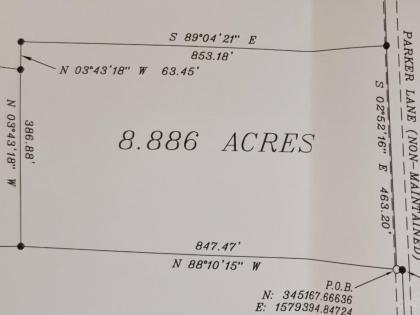 S 89°04'21" E
853.18'
N 03°43'18" W 63.45'
N 03°43'18" W
386.88'
8.886 ACRES
S 02°52'16" E 463.20'
PARKER LANE (NON-MAINTAINED)
847.47'
N 88°10'15" W
P.O.B.
N: 345167.66636
E: 1579394.84724